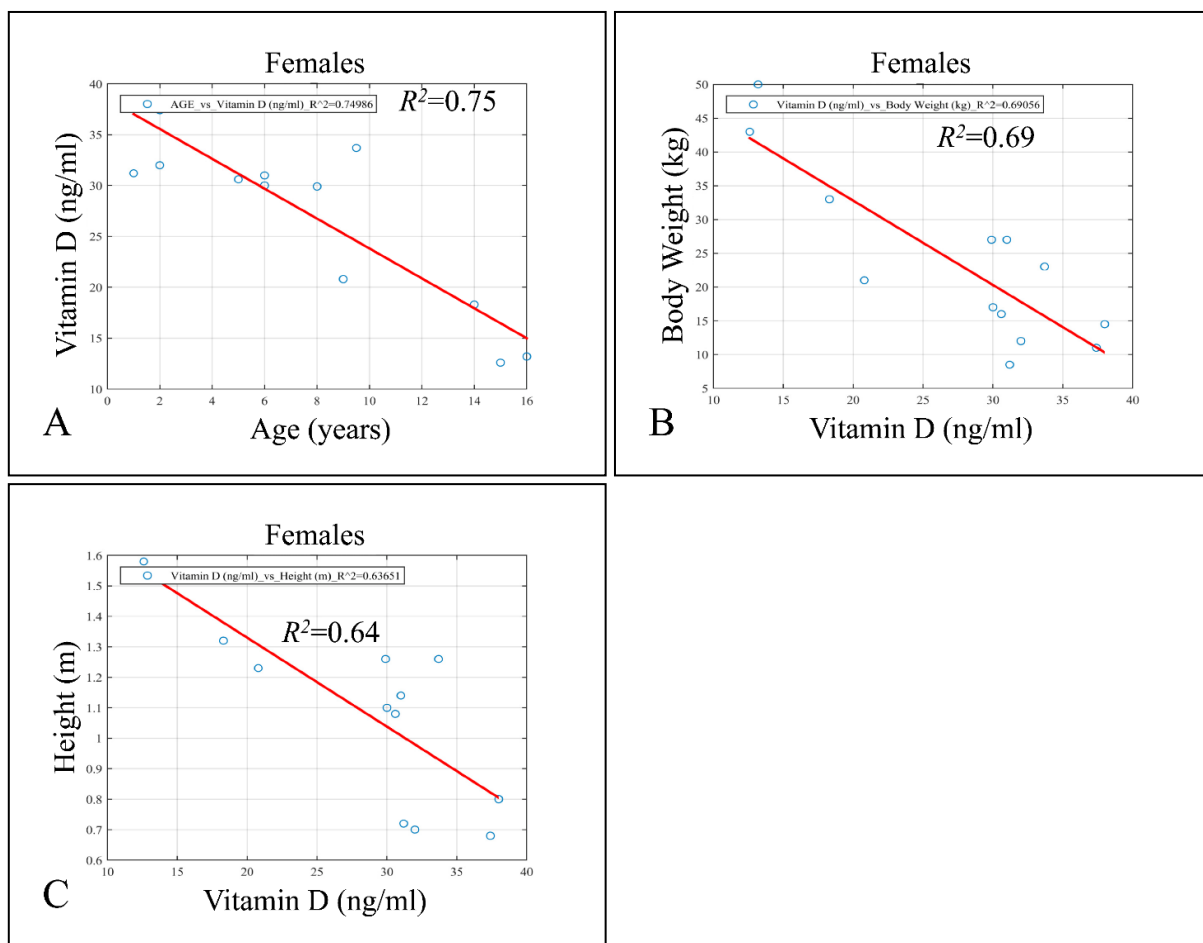 Females
AGE_vs_Vitamin D (ng/ml)_R^2=0.74986
R²=0.75
Vitamin D (ng/ml)
40
35
30
25
20
15
10
0 2 4 6 8 10 12 14 16
A
Age (years)
Females
Vitamin D (ng/ml)_vs_Body Weight (kg)_R^2=0.69056
R²=0.69
Body Weight (kg)
50
45
40
35
30
25
20
15
10
5
10 15 20 25 30 35 40
B
Vitamin D (ng/ml)
Females
Vitamin D (ng/ml)_vs_Height (m)_R^2=0.63651
R²=0.64
Height (m)
1.6
1.5
1.4
1.3
1.2
1.1
1
0.9
0.8
0.7
0.6
10 15 20 25 30 35 40
C
Vitamin D (ng/ml)